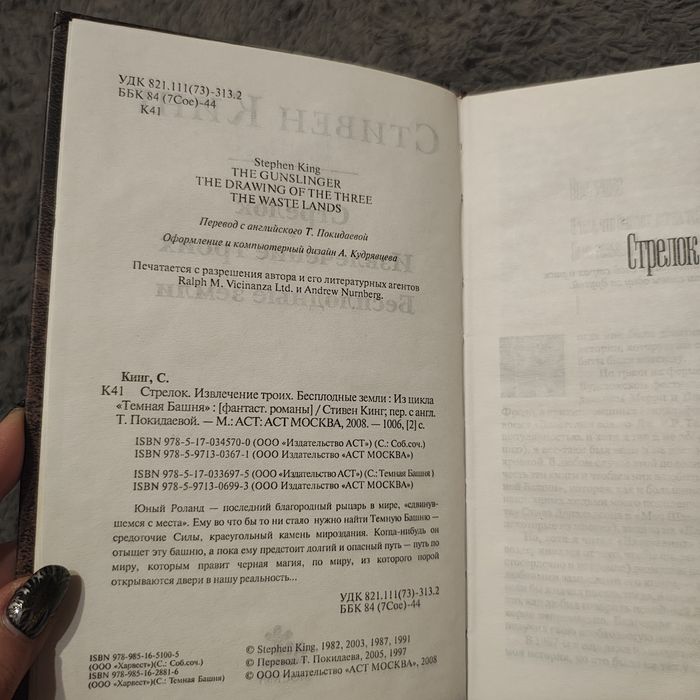 УДК 821.111(73)-313.2
ББК 84 (7Сое)-44
К41
Stephen King
THE GUNSLINGER
THE DRAWING OF THE THREE
THE WASTE LANDS
Перевод с английского Т. Покидаевой
Оформление и компьютерный дизайн А. Кудрявцева
Печатается с разрешения автора и его литературных агентов
Ralph M. Vicinanza Ltd. и Andrew Nurnberg.
Кинг, С.
К41 Стрелок. Извлечение троих. Бесплодные земли : Из цикла
«Темная Башня» : [фантаст. романы] / Стивен Кинг; пер. с англ.
Т. Покидаевой. — М.: АСТ: АСТ МОСКВА, 2008. — 1006, [2] с.
ISBN 978-5-17-034570-0 (ООО «Издательство АСТ») (С.: Соб.соч.)
ISBN 978-5-9713-0367-1 (ООО Издательство «АСТ МОСКВА»)
ISBN 978-5-17-033697-5 (ООО «Издательство АСТ») (С.: Темная Башня)
ISBN 978-5-9713-0699-3 (ООО Издательство «АСТ МОСКВА»)
Юный Роланд — последний благородный рыцарь в мире, «сдвинувшемся с места». Ему во что бы то ни стало нужно найти Темную Башню —
средоточие Силы, краеугольный камень мироздания. Когда-нибудь он
отыщет эту башню, а пока ему предстоит долгий и опасный путь — путь по
миру, которым правит черная магия, по миру, из которого порой
открываются двери в нашу реальность...
УДК 821.111(73)-313.2
ББК 84 (7Сое)-44
ISBN 978-985-16-5100-5
(ООО «Харвест»)(С.: Соб.соч.)
ISBN 978-985-16-2881-6
(ООО «Харвест») (С.: Темная Башня)
© Stephen King, 1982, 2003, 1987, 1991
© Перевод. Т. Покидаева, 2005, 1997
© ООО Издательство «АСТ МОСКВА», 2008
Стрелок